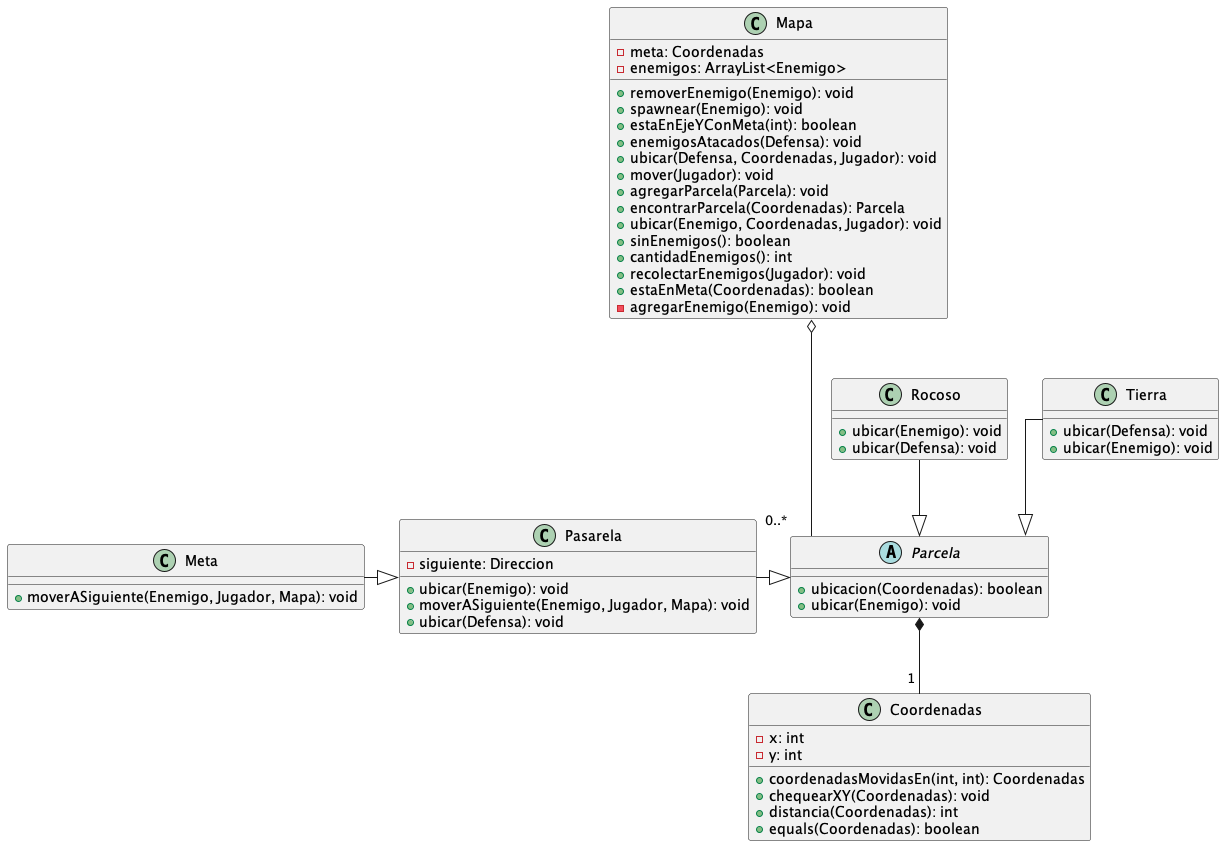 C Mapa
meta: Coordenadas
enemigos: ArrayList<Enemigo>
removerEnemigo(Enemigo): void
spawnear(Enemigo): void
estaEnEjeYConMeta(int): boolean
enemigosAtacados(Defensa): void
ubicar(Defensa, Coordenadas, Jugador): void
mover(Jugador): void
agregarParcela(Parcela): void
encontrarParcela(Coordenadas): Parcela
ubicar(Enemigo, Coordenadas, Jugador): void
sinEnemigos(): boolean
cantidadEnemigos(): int
recolectarEnemigos(Jugador): void
estaEnMeta(Coordenadas): boolean
agregarEnemigo(Enemigo): void
C Rocoso
ubicar(Enemigo): void
ubicar(Defensa): void
C Tierra
ubicar(Defensa): void
ubicar(Enemigo): void
0..*
C Meta
moverASiguiente(Enemigo, Jugador, Mapa): void
C Pasarela
siguiente: Direccion
ubicar(Enemigo): void
moverASiguiente(Enemigo, Jugador, Mapa): void
ubicar(Defensa): void
A Parcela
ubicacion(Coordenadas): boolean
ubicar(Enemigo): void
1
C Coordenadas
x: int
y: int
coordenadasMovidasEn(int, int): Coordenadas
chequearXY(Coordenadas): void
distancia(Coordenadas): int
equals(Coordenadas): boolean